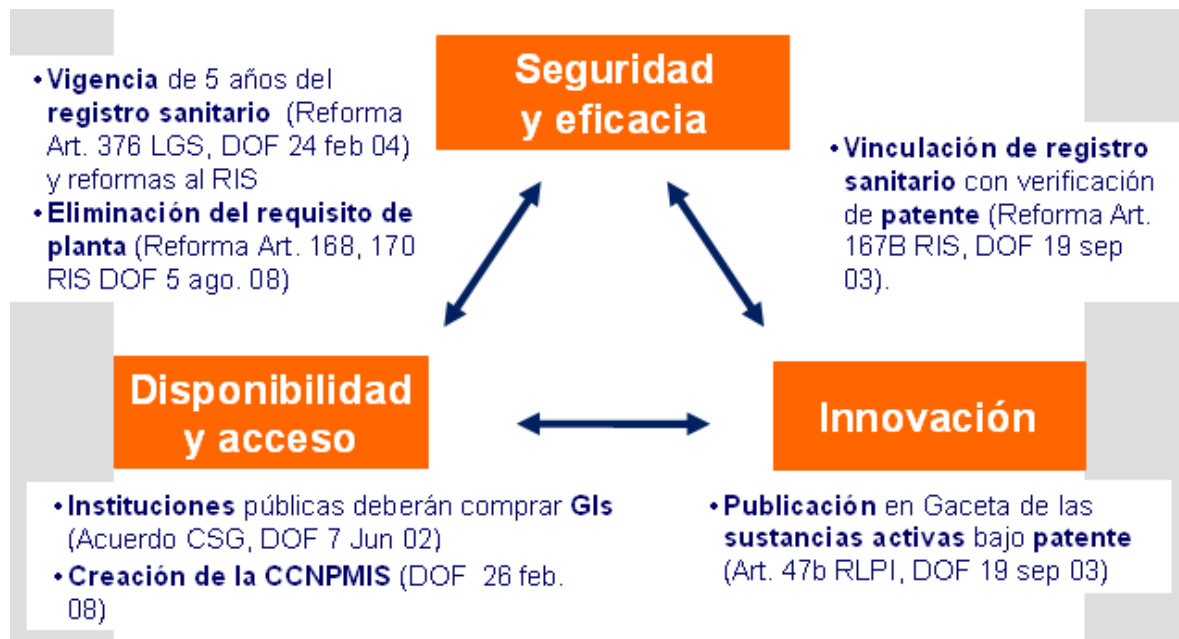 Seguridad
y eficacia
• Vigencia de 5 años del
registro sanitario (Reforma
Art. 376 LGS, DOF 24 feb 04)
y reformas al RIS
• Eliminación del requisito de
planta (Reforma Art. 168, 170
RIS DOF 5 ago. 08)
• Vinculación de registro
sanitario con verificación
de patente (Reforma Art.
167B RIS, DOF 19 sep
03).
Disponibilidad
y acceso
Innovación
• Instituciones públicas deberán comprar GIs
(Acuerdo CSG, DOF 7 Jun 02)
• Creación de la CCNPMIS (DOF 26 feb.
08)
• Publicación en Gaceta de las
sustancias activas bajo patente
(Art. 47b RLPI, DOF 19 sep 03)